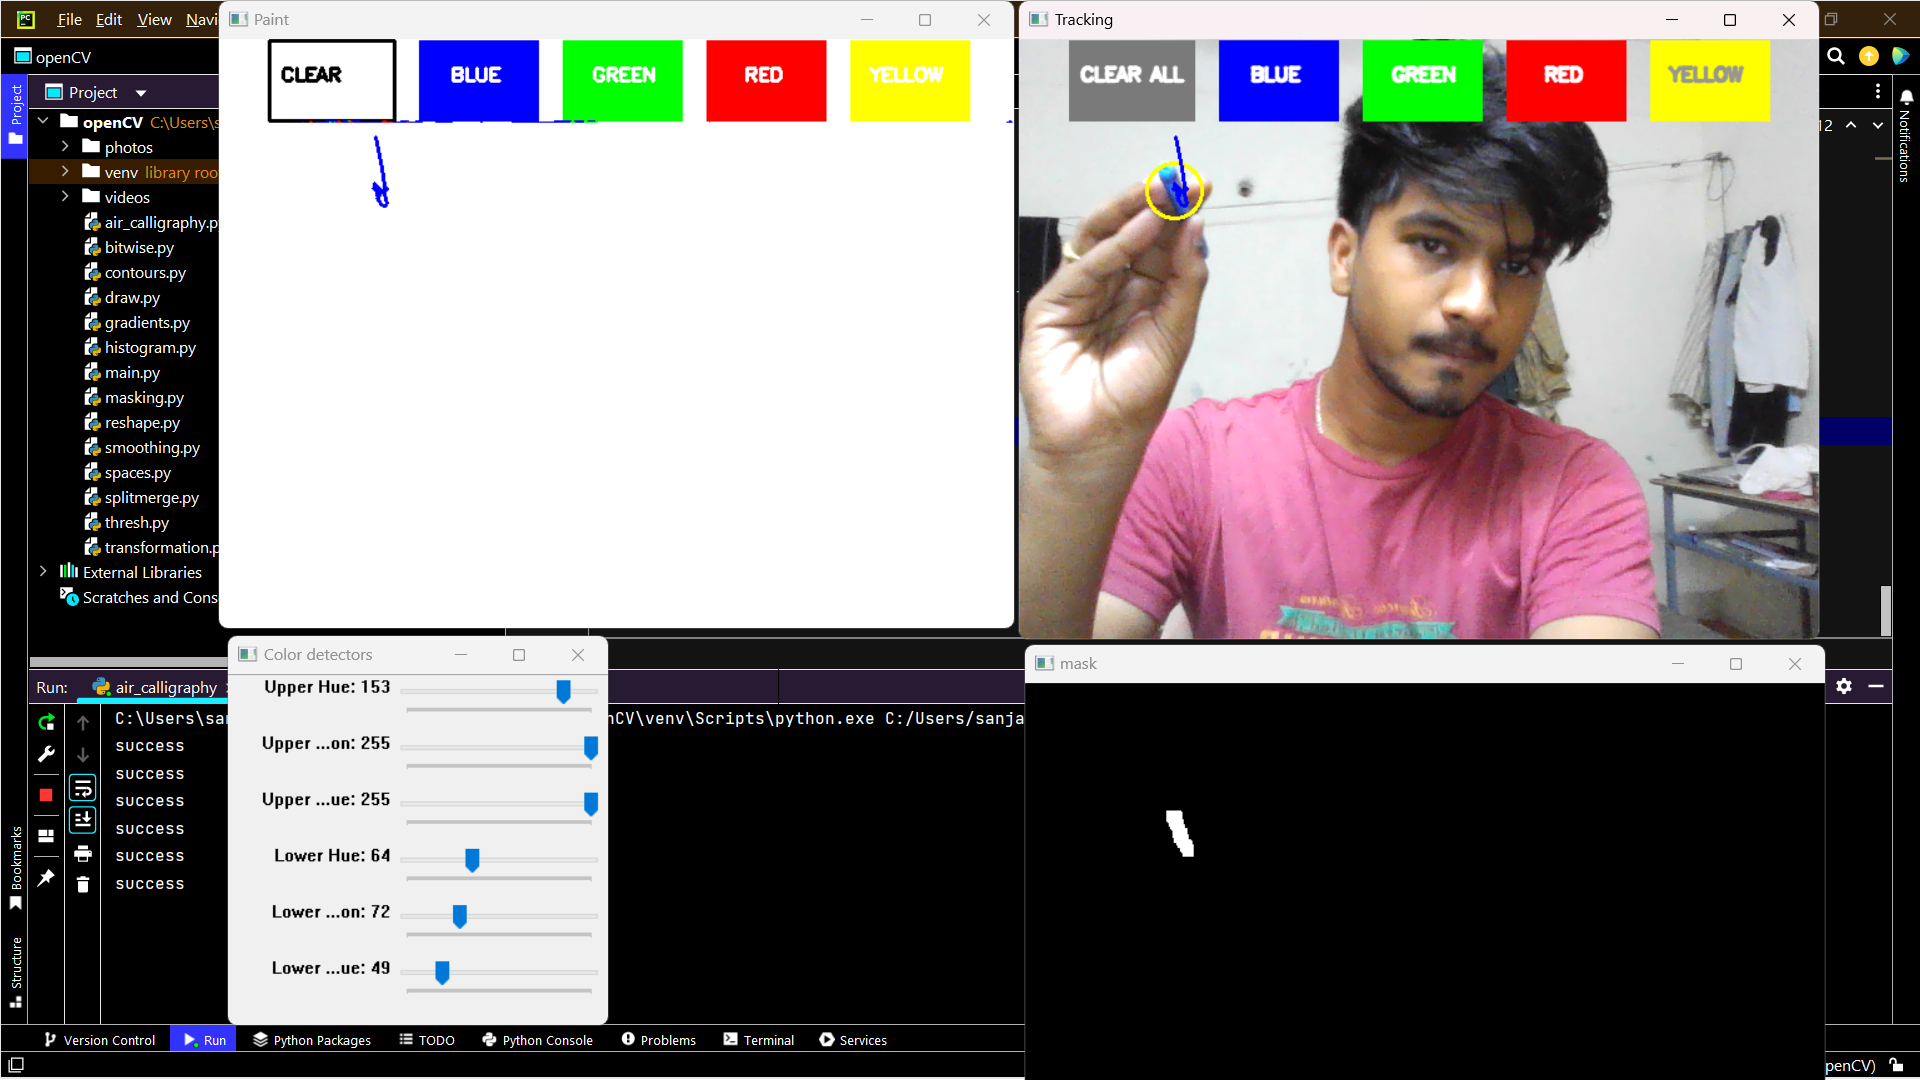 PC File Edit View Navi
openCV
Project
Project
openCV C:\Users\s
photos
venv library roo
videos
air_calligraphy.p
bitwise.py
contours.py
draw.py
gradients.py
histogram.py
main.py
masking.py
reshape.py
smoothing.py
spaces.py
splitmerge.py
thresh.py
transformation.p
External Libraries
Scratches and Cons
Paint
CLEAR BLUE GREEN RED YELLOW
Tracking
CLEAR ALL BLUE GREEN RED YELLOW
12
Notifications
Color detectors
Upper Hue: 153
Upper ...on: 255
Upper ...ue: 255
Lower Hue: 64
Lower ...on: 72
Lower ...ue: 49
mask
Run: air_calligraphy
C:\Users\san
nCV\venv\Scripts\python.exe C:/Users/sanja
success
success
success
success
success
success
Bookmarks
Structure
Version Control Run Python Packages TODO Python Console Problems Terminal Services
penCV)